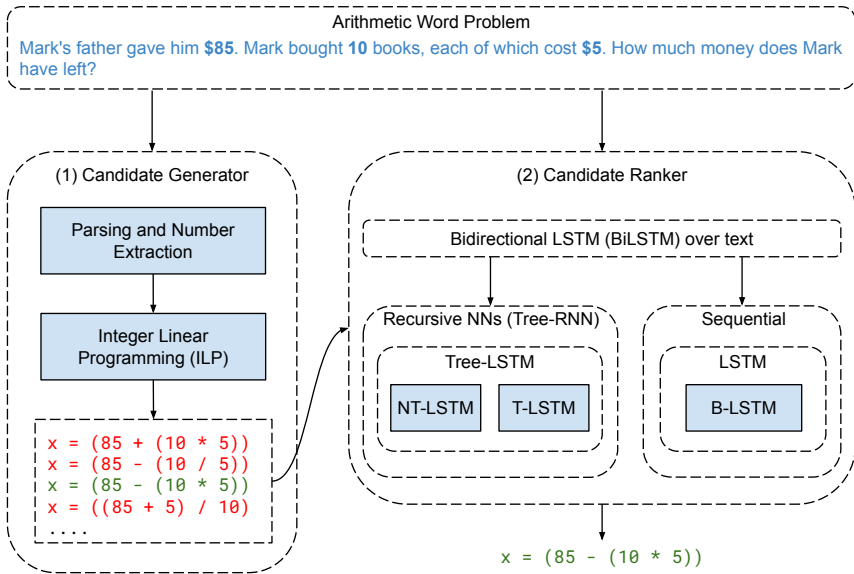 Arithmetic Word Problem
Mark's father gave him $85. Mark bought 10 books, each of which cost $5. How much money does Mark
have left?
(1) Candidate Generator
Parsing and Number
Extraction
Integer Linear
Programming (ILP)
x = (85 + (10 * 5))
x = (85 - (10 / 5))
x = (85 - (10 * 5))
x = ((85 + 5) / 10)
....
(2) Candidate Ranker
Bidirectional LSTM (BiLSTM) over text
Recursive NNs (Tree-RNN)
Tree-LSTM
NT-LSTM
T-LSTM
Sequential
LSTM
B-LSTM
x = (85 - (10 * 5))